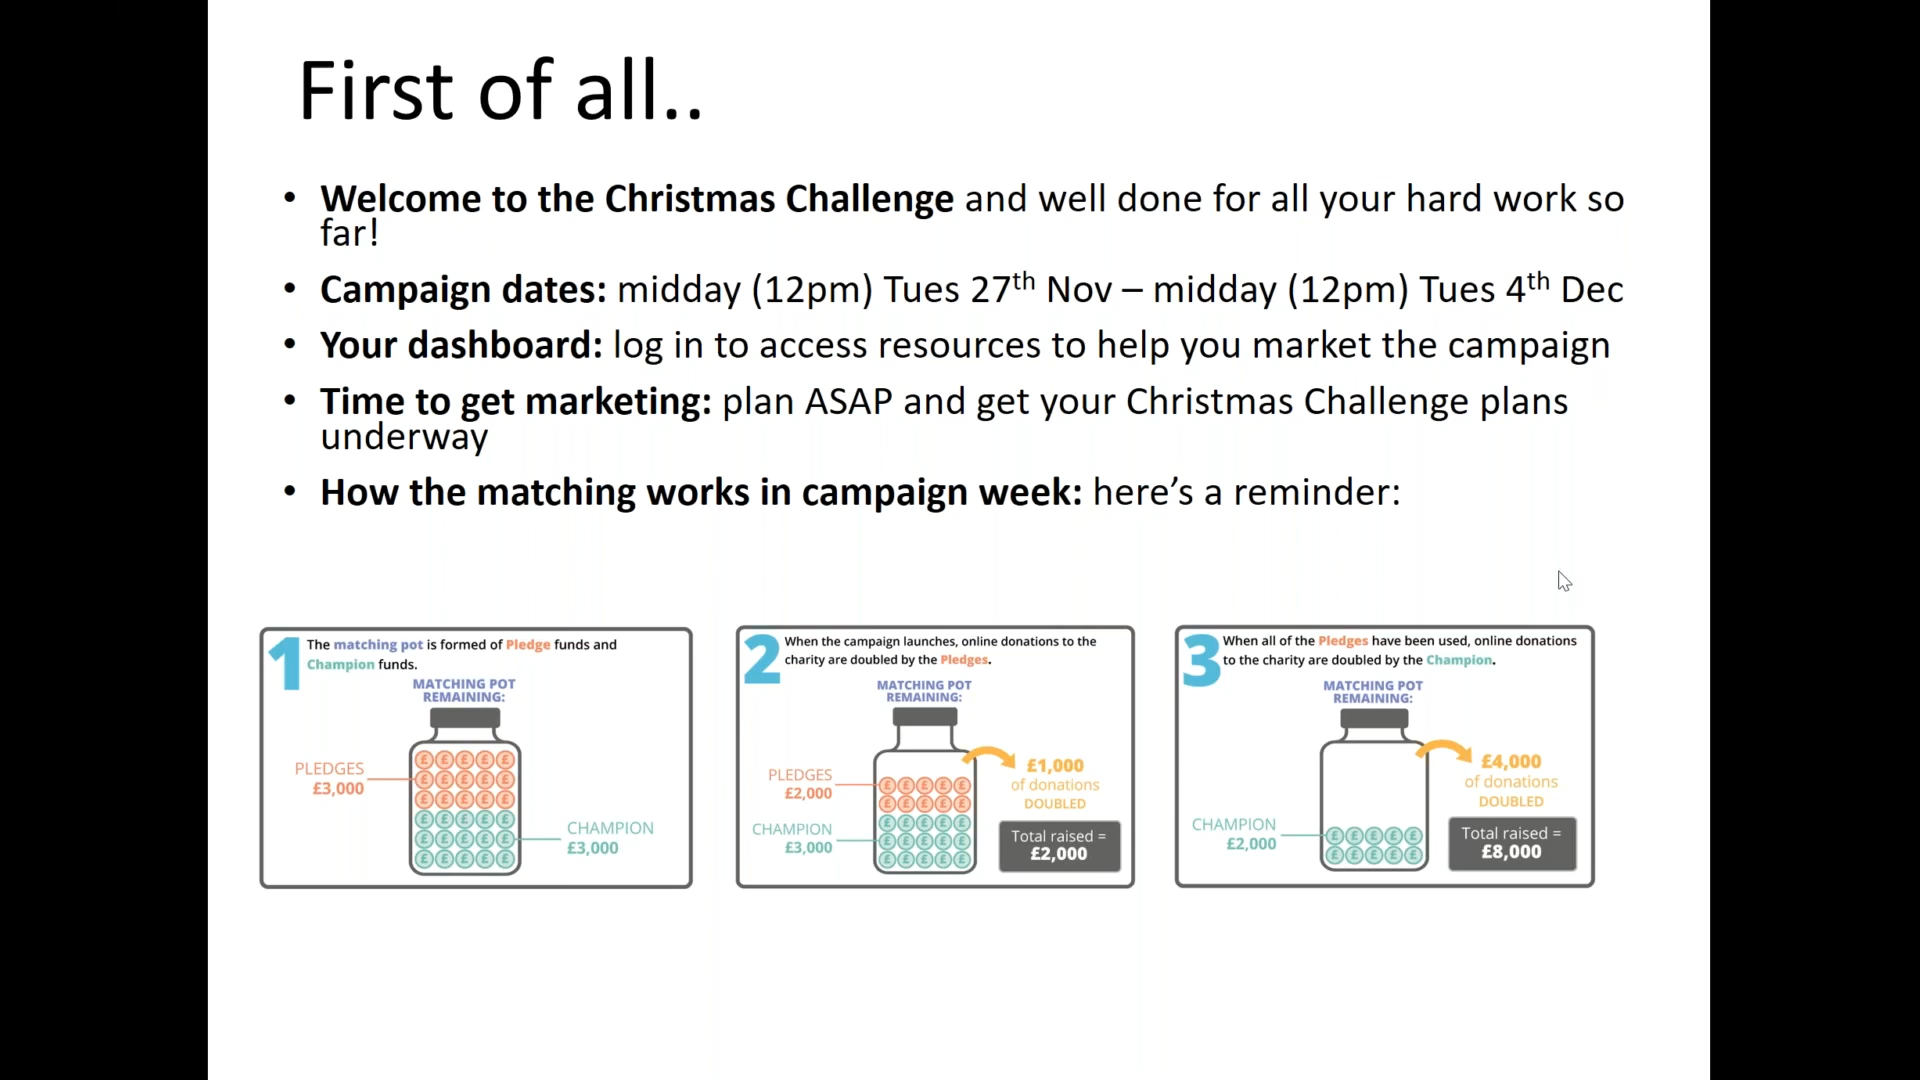 First of all..
• Welcome to the Christmas Challenge and well done for all your hard work so
far!
• Campaign dates: midday (12pm) Tues 27th Nov – midday (12pm) Tues 4th Dec
• Your dashboard: log in to access resources to help you market the campaign
• Time to get marketing: plan ASAP and get your Christmas Challenge plans
underway
• How the matching works in campaign week: here’s a reminder:
1
The matching pot is formed of Pledge funds and
Champion funds.
MATCHING POT
REMAINING:
PLEDGES
£3,000
CHAMPION
£3,000
2
When the campaign launches, online donations to the
charity are doubled by the Pledges.
MATCHING POT
REMAINING:
PLEDGES
£2,000
CHAMPION
£3,000
£1,000
of donations
DOUBLED
Total raised =
£2,000
3
When all of the Pledges have been used, online donations
to the charity are doubled by the Champion.
MATCHING POT
REMAINING:
CHAMPION
£2,000
£4,000
of donations
DOUBLED
Total raised =
£8,000